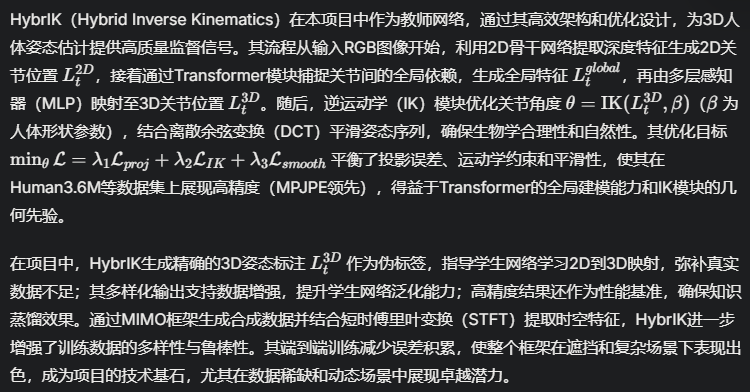 HybrIK（Hybrid Inverse Kinematics）在本项目中作为教师网络，通过其高效架构和优化设计，为3D人
体姿态估计提供高质量监督信号。其流程从输入RGB图像开始，利用2D骨干网络提取深度特征生成2D关
节位置 $L_t^{2D}$，接着通过Transformer模块捕捉关节间的全局依赖，生成全局特征 $L_t^{global}$，再由多层感知
器（MLP）映射至3D关节位置 $L_t^{3D}$。随后，逆运动学（IK）模块优化关节角度 $\theta = \mathrm{IK}(L_t^{3D}, \beta)$（$\beta$ 为
人体形状参数），结合离散余弦变换（DCT）平滑姿态序列，确保生物学合理性和自然性。其优化目标
$\min_\theta \mathcal{L} = \lambda_1 \mathcal{L}_{proj} + \lambda_2 \mathcal{L}_{IK} + \lambda_3 \mathcal{L}_{smooth}$ 平衡了投影误差、运动学约束和平滑性，使其在
Human3.6M等数据集上展现高精度（MPJPE领先），得益于Transformer的全局建模能力和IK模块的几
何先验。
在项目中，HybrIK生成精确的3D姿态标注 $L_t^{3D}$ 作为伪标签，指导学生网络学习2D到3D映射，弥补真实
数据不足；其多样化输出支持数据增强，提升学生网络泛化能力；高精度结果还作为性能基准，确保知识
蒸馏效果。通过MIMO框架生成合成数据并结合短时傅里叶变换（STFT）提取时空特征，HybrIK进一步
增强了训练数据的多样性与鲁棒性。其端到端训练减少误差积累，使整个框架在遮挡和复杂场景下表现出
色，成为项目的技术基石，尤其在数据稀缺和动态场景中展现卓越潜力。